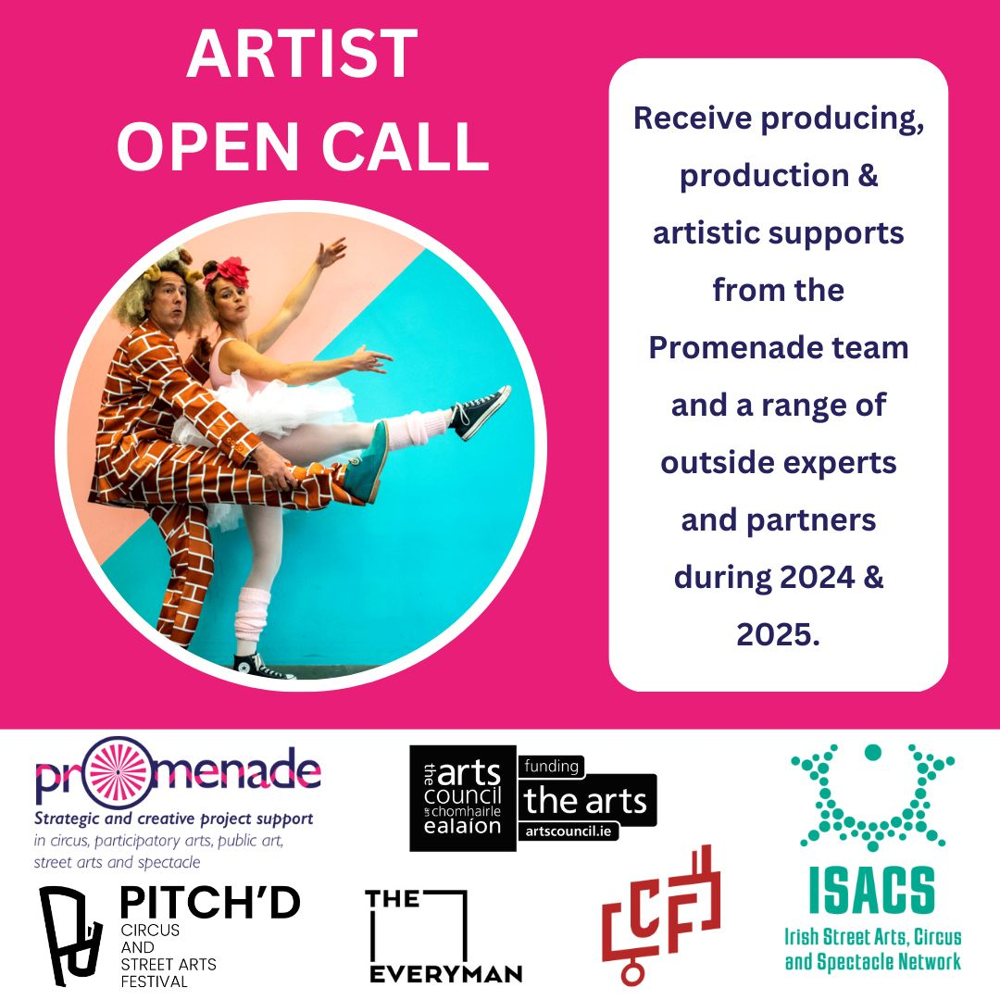 ARTIST
OPEN CALL
Receive producing,
production &
artistic supports
from the
Promenade team
and a range of
outside experts
and partners
during 2024 &
2025.
promenade
Strategic and creative project support
in circus, participatory arts, public art,
street arts and spectacle
the arts
council
an chomhairle
ealaíon
funding
the arts
artscouncil.ie
ISACS
Irish Street Arts, Circus
and Spectacle Network
PITCH'D
CIRCUS
AND
STREET ARTS
FESTIVAL
THE
EVERYMAN
CCF